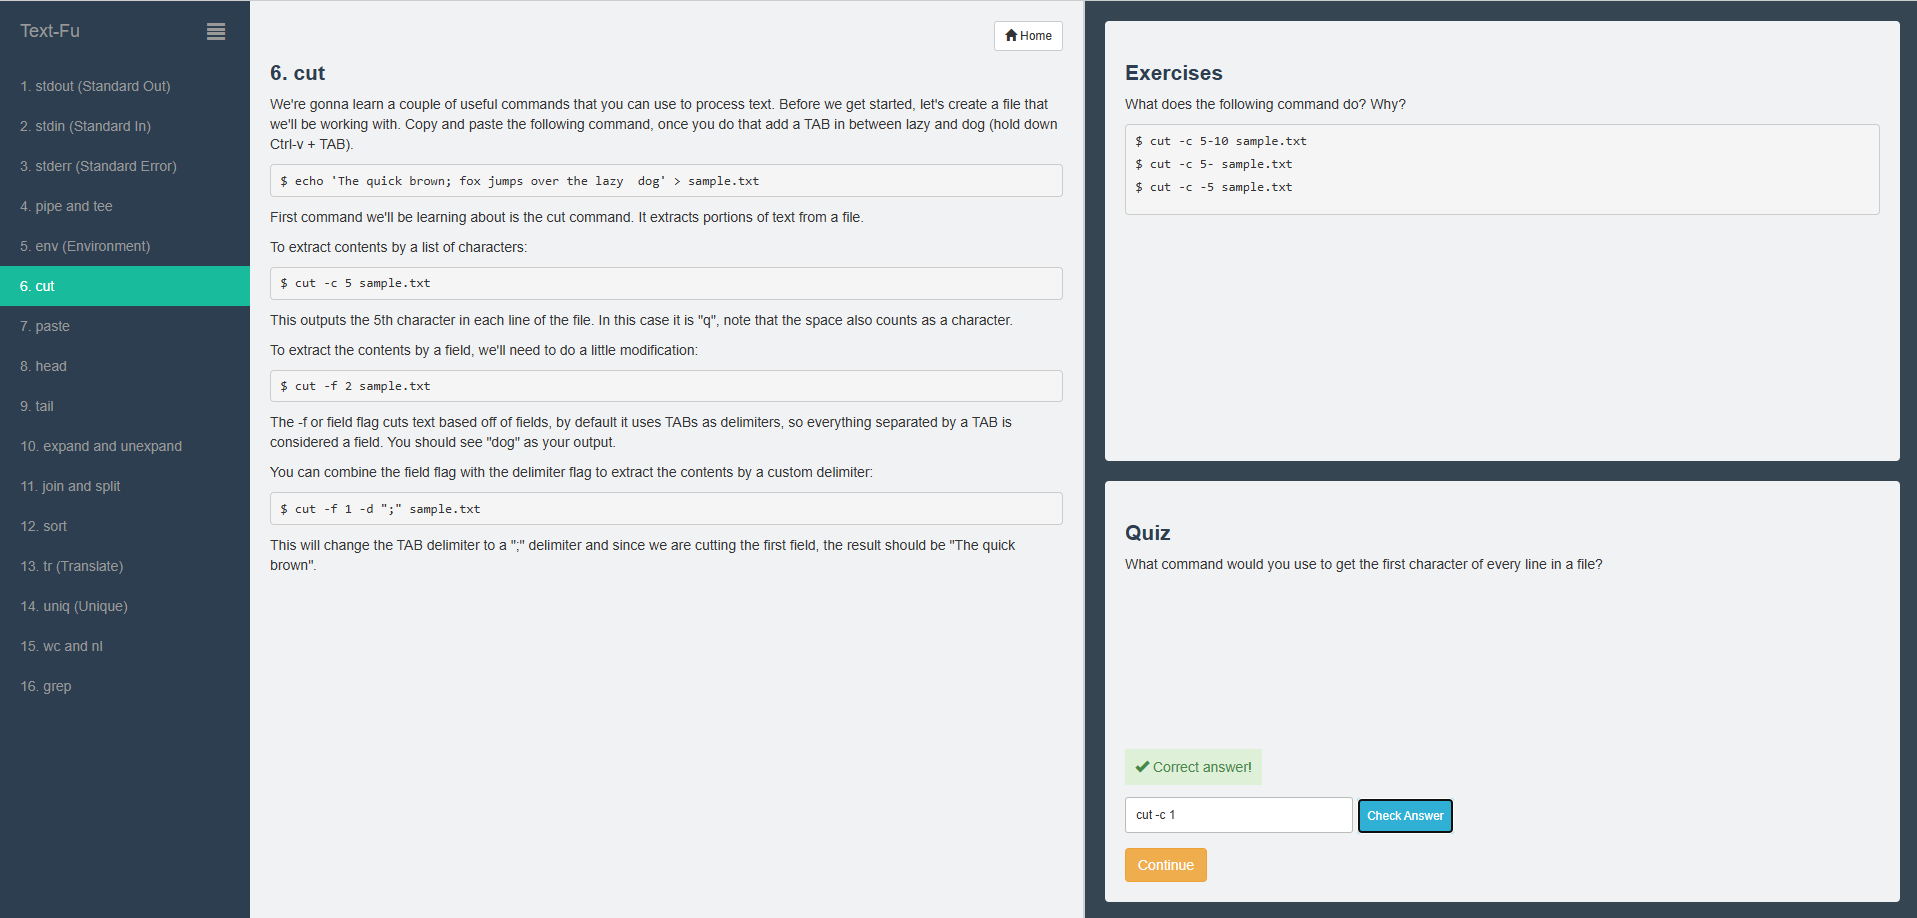 Text-Fu
1. stdout (Standard Out)
2. stdin (Standard In)
3. stderr (Standard Error)
4. pipe and tee
5. env (Environment)
6. cut
7. paste
8. head
9. tail
10. expand and unexpand
11. join and split
12. sort
13. tr (Translate)
14. uniq (Unique)
15. wc and nl
16. grep
Home
6. cut
We're gonna learn a couple of useful commands that you can use to process text. Before we get started, let's create a file that
we'll be working with. Copy and paste the following command, once you do that add a TAB in between lazy and dog (hold down
Ctrl-v + TAB).
$ echo 'The quick brown; fox jumps over the lazy  dog' > sample.txt
First command we'll be learning about is the cut command. It extracts portions of text from a file.
To extract contents by a list of characters:
$ cut -c 5 sample.txt
This outputs the 5th character in each line of the file. In this case it is "q", note that the space also counts as a character.
To extract the contents by a field, we'll need to do a little modification:
$ cut -f 2 sample.txt
The -f or field flag cuts text based off of fields, by default it uses TABs as delimiters, so everything separated by a TAB is
considered a field. You should see "dog" as your output.
You can combine the field flag with the delimiter flag to extract the contents by a custom delimiter:
$ cut -f 1 -d ";" sample.txt
This will change the TAB delimiter to a ";" delimiter and since we are cutting the first field, the result should be "The quick
brown".
Exercises
What does the following command do? Why?
$ cut -c 5-10 sample.txt
$ cut -c 5- sample.txt
$ cut -c -5 sample.txt
Quiz
What command would you use to get the first character of every line in a file?
Correct answer!
cut -c 1
Check Answer
Continue